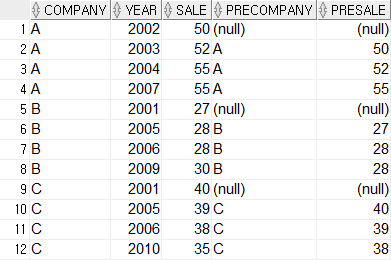 COMPANY YEAR SALE PRECOMPANY PRESALE
1 A 2002 50 (null) (null)
2 A 2003 52 A 50
3 A 2004 55 A 52
4 A 2007 55 A 55
5 B 2001 27 (null) (null)
6 B 2005 28 B 27
7 B 2006 28 B 28
8 B 2009 30 B 28
9 C 2001 40 (null) (null)
10 C 2005 39 C 40
11 C 2006 38 C 39
12 C 2010 35 C 38